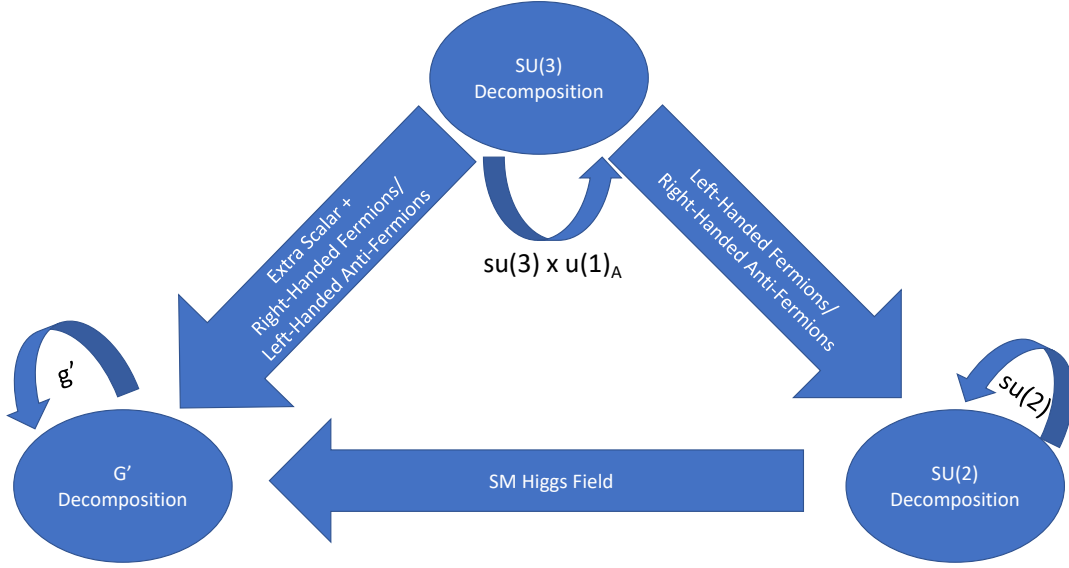 SU(3)
Decomposition
Extra Scalar +
Right-Handed Fermions/
Left-Handed Anti-Fermions
Left-Handed Fermions/
Right-Handed Anti-Fermions
su(3) x u(1)A
g’
su(2)
G’
Decomposition
SM Higgs Field
SU(2)
Decomposition